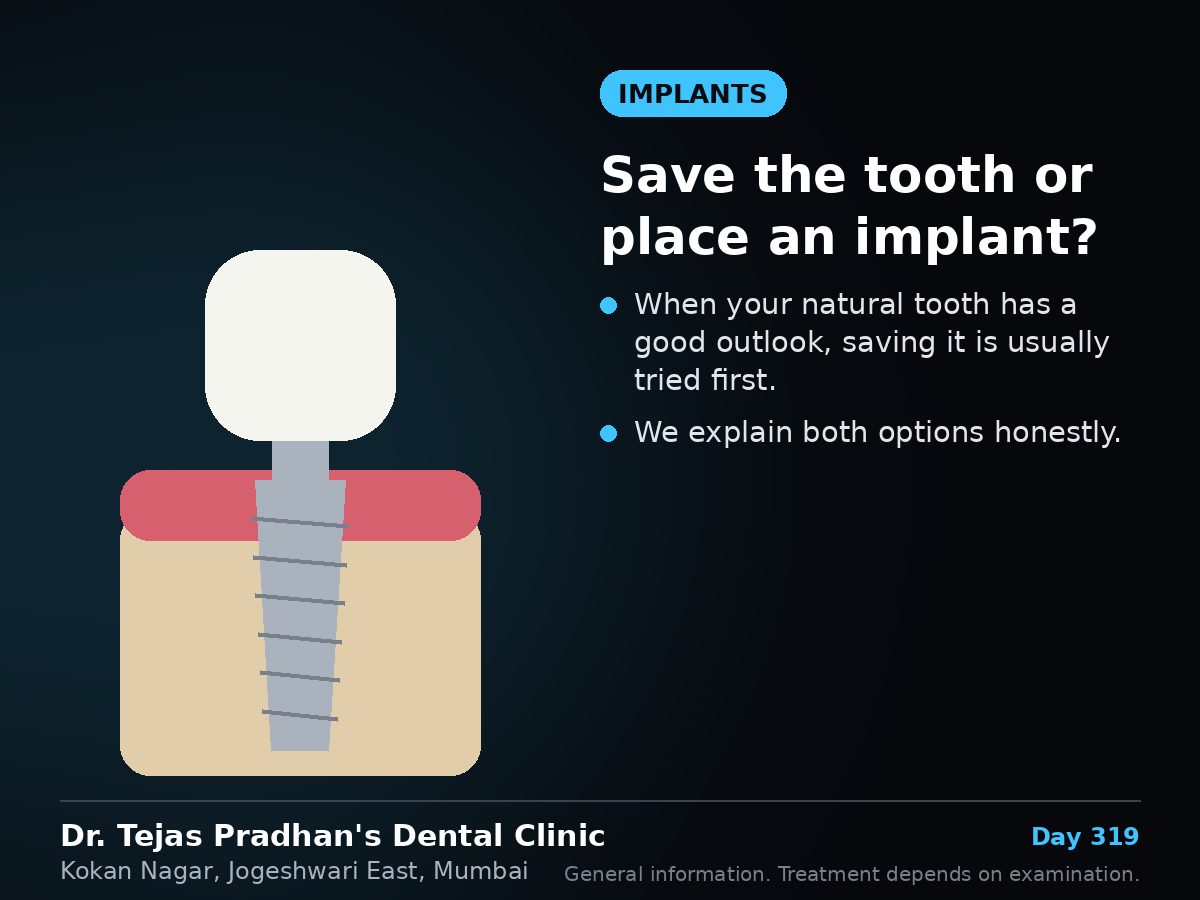 IMPLANTS
Save the tooth or
place an implant?
When your natural tooth has a
good outlook, saving it is usually
tried first.
We explain both options honestly.
Dr. Tejas Pradhan's Dental Clinic
Day 319
Kokan Nagar, Jogeshwari East, Mumbai
General information. Treatment depends on examination.